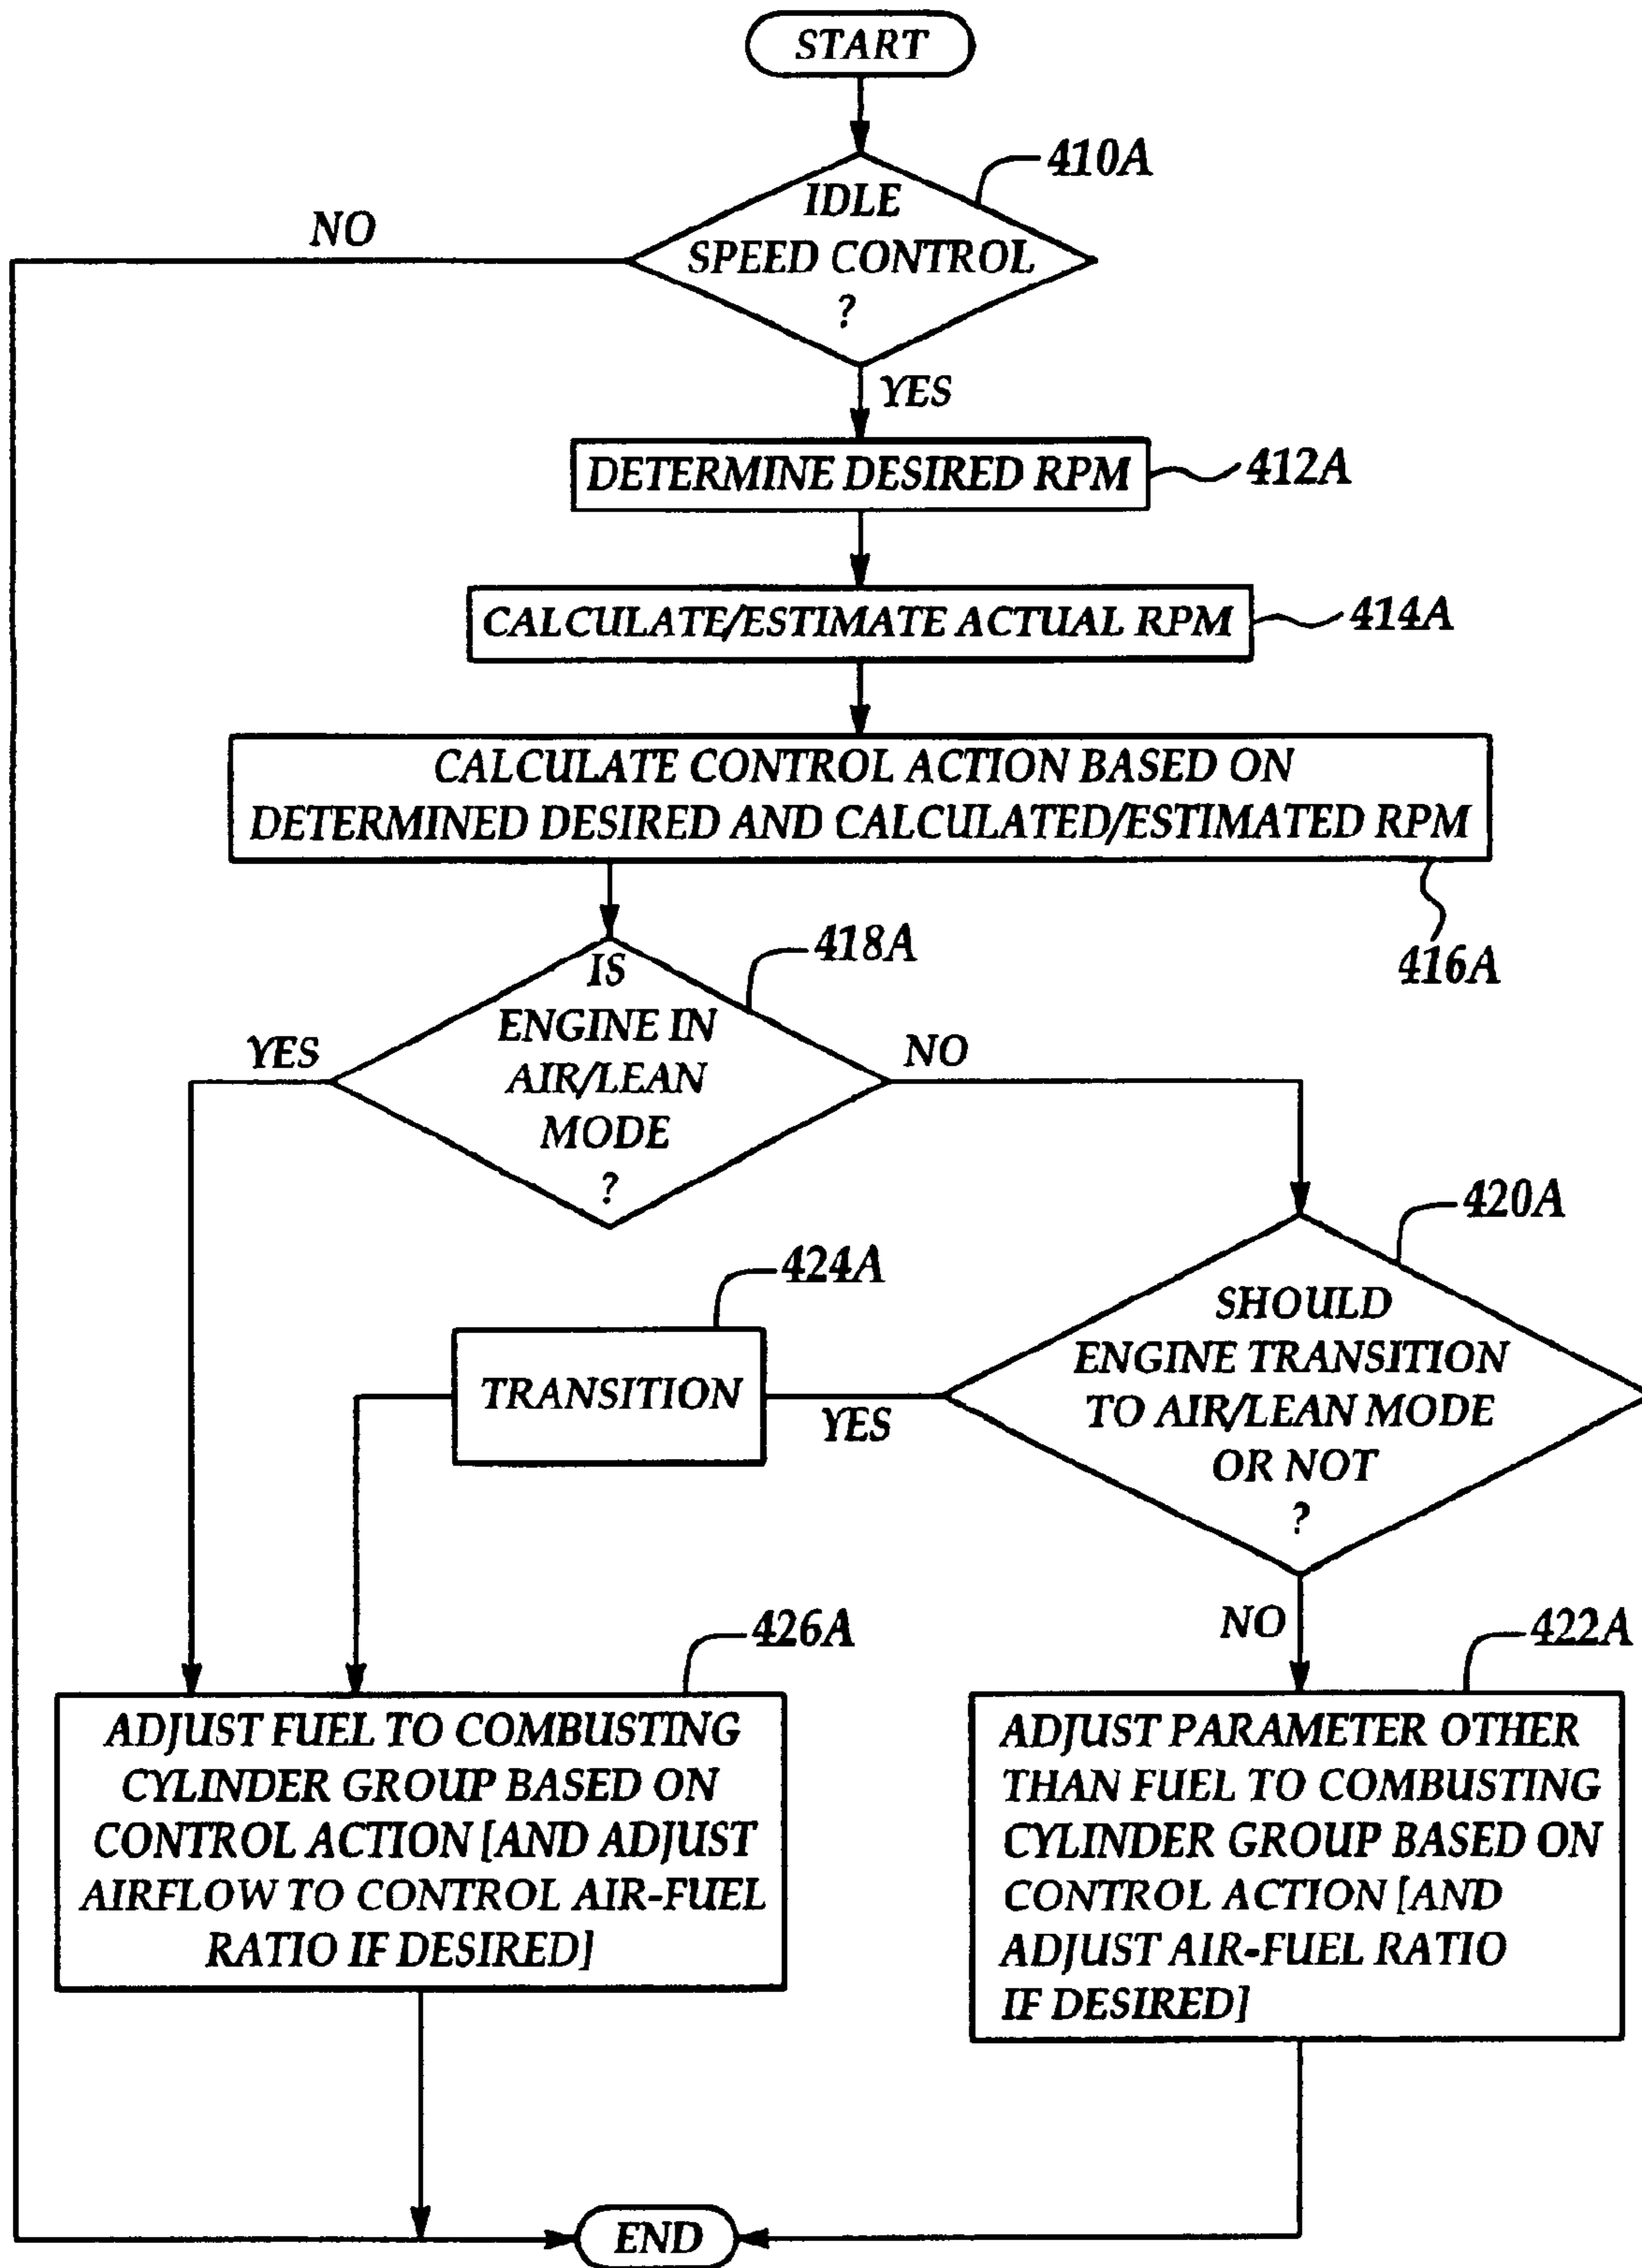 START
410A
IDLE
SPEED CONTROL
?
NO
YES
DETERMINE DESIRED RPM
412A
CALCULATE/ESTIMATE ACTUAL RPM
414A
CALCULATE CONTROL ACTION BASED ON
DETERMINED DESIRED AND CALCULATED/ESTIMATED RPM
416A
418A
IS
ENGINE IN
AIR/LEAN
MODE
?
YES
NO
420A
SHOULD
ENGINE TRANSITION
TO AIR/LEAN MODE
OR NOT
?
424A
TRANSITION
YES
NO
426A
ADJUST FUEL TO COMBUSTING
CYLINDER GROUP BASED ON
CONTROL ACTION [AND ADJUST
AIRFLOW TO CONTROL AIR-FUEL
RATIO IF DESIRED]
422A
ADJUST PARAMETER OTHER
THAN FUEL TO COMBUSTING
CYLINDER GROUP BASED ON
CONTROL ACTION [AND
ADJUST AIR-FUEL RATIO
IF DESIRED]
END